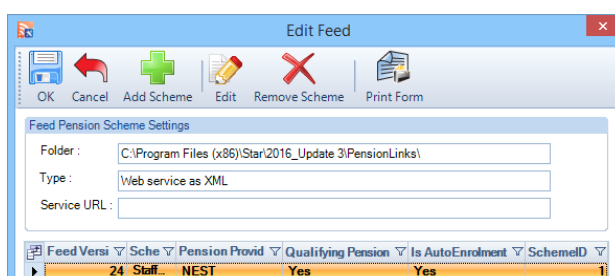 Edit Feed
OK Cancel Add Scheme Edit Remove Scheme Print Form
Feed Pension Scheme Settings
Folder : C:\Program Files (x86)\Star\2016_Update 3\PensionLinks\
Type : Web service as XML
Service URL :
Feed Versi Sche Pension Provid Qualifying Pension Is AutoEnrolment SchemeID
24 Staff... NEST Yes Yes